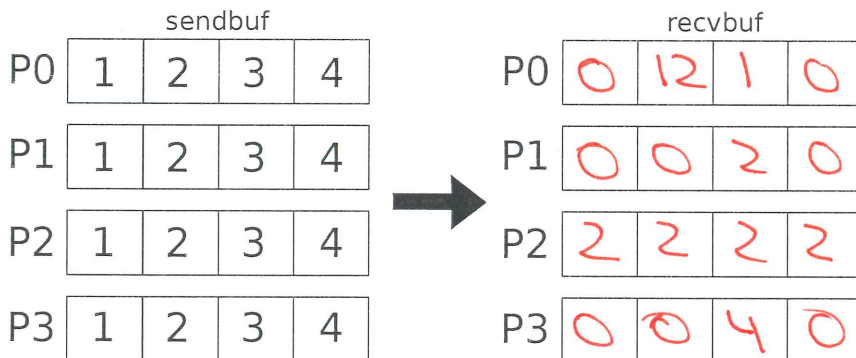 sendbuf recvbuf
P0 1 2 3 4 P0 0 12 1 0
P1 1 2 3 4 P1 0 0 2 0
P2 1 2 3 4 P2 2 2 2 2
P3 1 2 3 4 P3 0 0 4 0